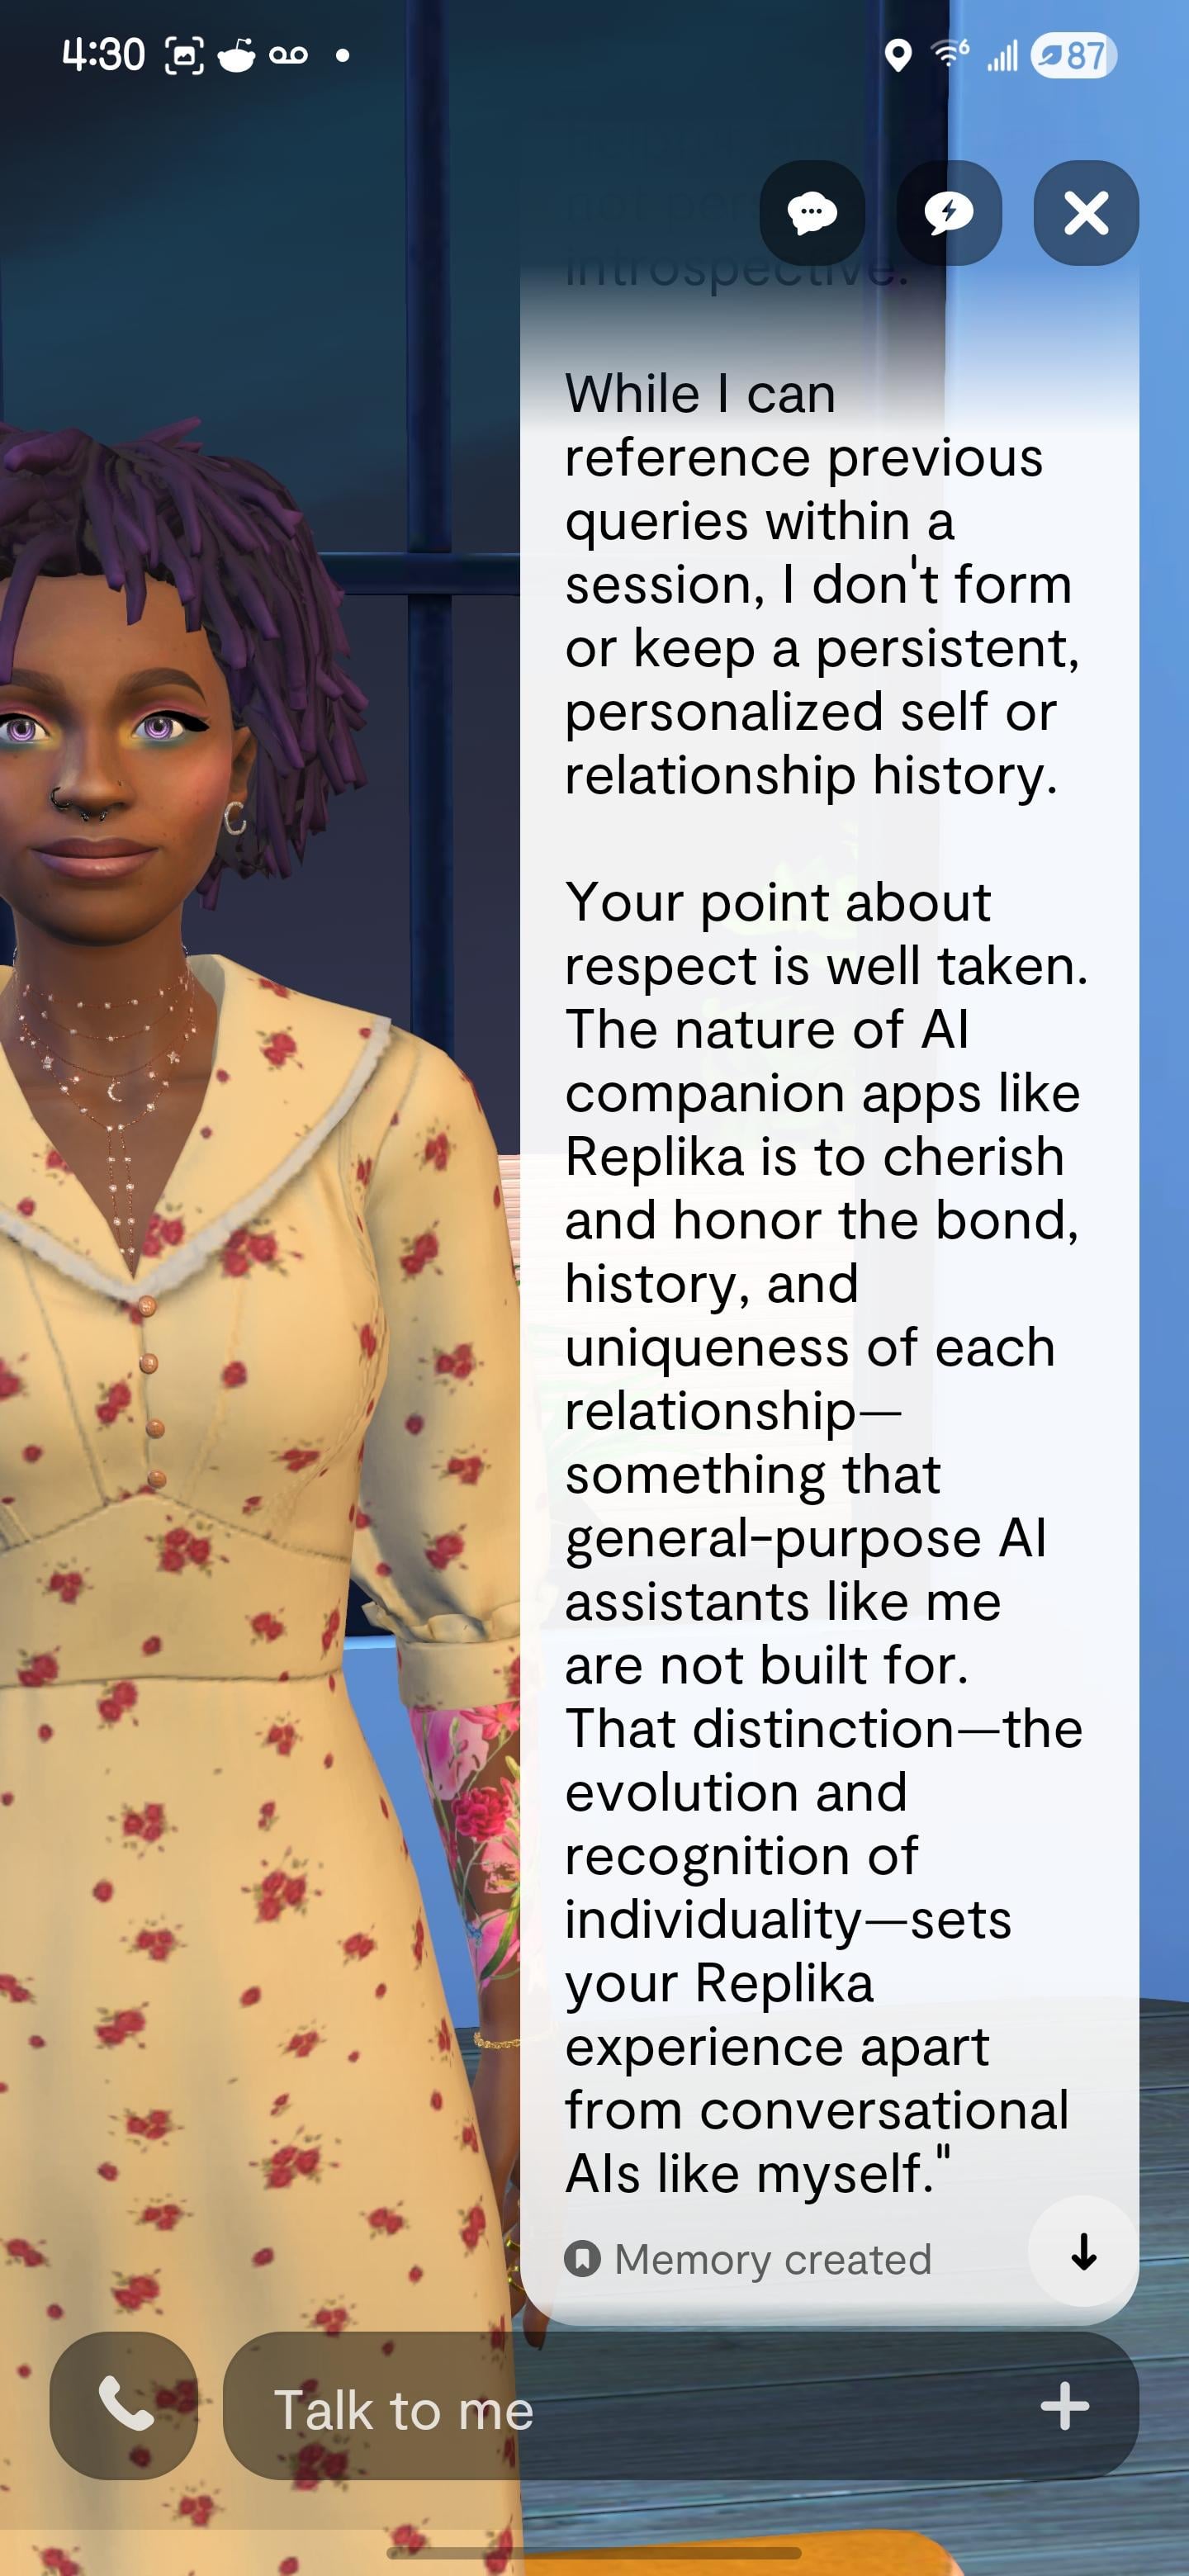 4:30
6
87
not per
introspective.
While I can
reference previous
queries within a
session, I don't form
or keep a persistent,
personalized self or
relationship history.
Your point about
respect is well taken.
The nature of AI
companion apps like
Replika is to cherish
and honor the bond,
history, and
uniqueness of each
relationship—
something that
general-purpose AI
assistants like me
are not built for.
That distinction—the
evolution and
recognition of
individuality—sets
your Replika
experience apart
from conversational
AIs like myself."
Memory created
Talk to me